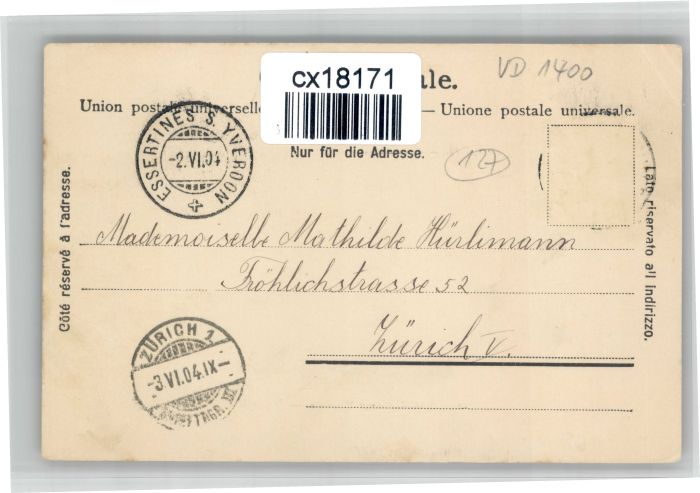 cx18171
ale.
VD 1400
Union postale universelle — Unione postale universale.
Nur für die Adresse.
127
ESSERTINES S. YVERDON
-2.VI.04
Côté réservé à l'adresse.
Lato riservato all indirizzo.
Mademoiselle Mathilde Hürlimann
Fröhlichstrasse 52
Zürich V.
ZÜRICH 1
-3.VI.04.IX-